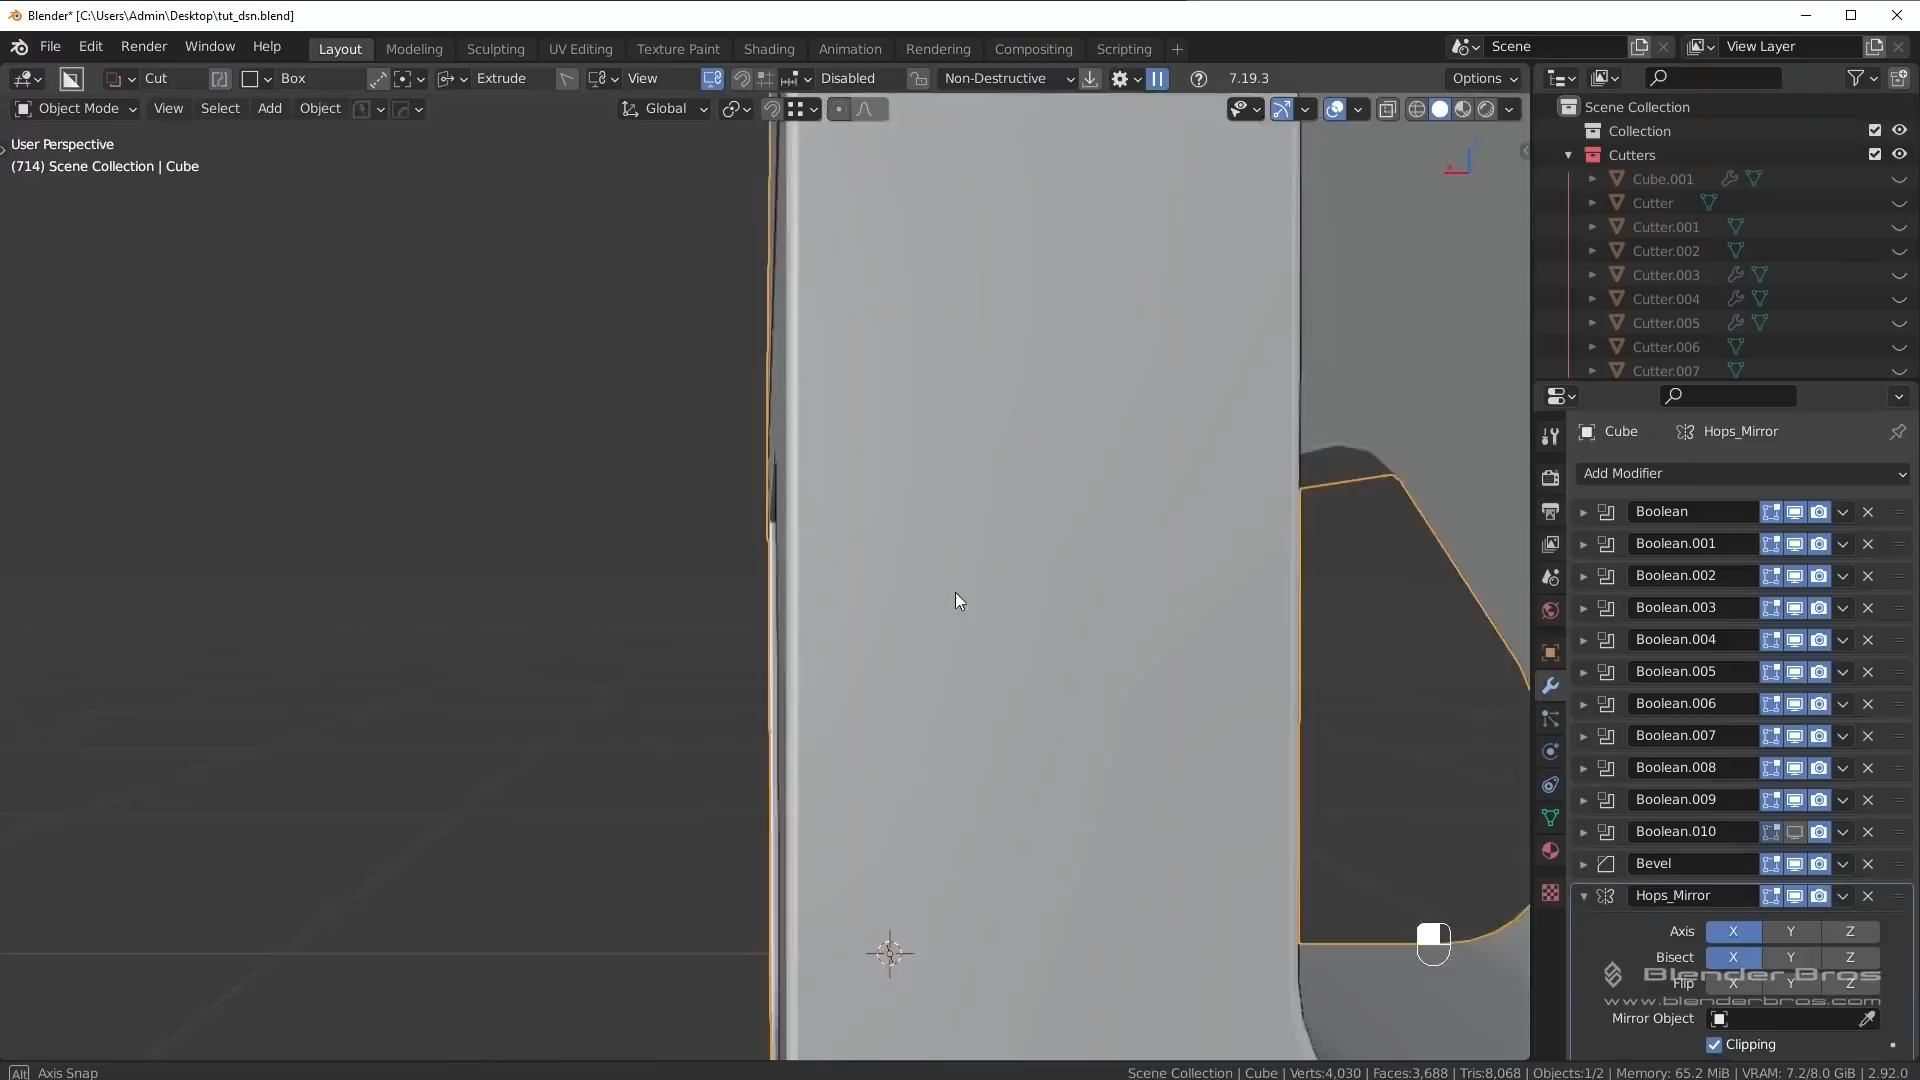 Blender* [C:\Users\Admin\Desktop\tut_dsn.blend]
File Edit Render Window Help Layout Modeling Sculpting UV Editing Texture Paint Shading Animation Rendering Compositing Scripting + Scene View Layer
Cut Box Extrude View Disabled Non-Destructive 7.19.3 Options
Object Mode View Select Add Object Global
User Perspective
(714) Scene Collection | Cube
Scene Collection
Collection
Cutters
Cube.001
Cutter
Cutter.001
Cutter.002
Cutter.003
Cutter.004
Cutter.005
Cutter.006
Cutter.007
Cube Hops_Mirror
Add Modifier
Boolean
Boolean.001
Boolean.002
Boolean.003
Boolean.004
Boolean.005
Boolean.006
Boolean.007
Boolean.008
Boolean.009
Boolean.010
Bevel
Hops_Mirror
Axis X Y Z
Bisect X Y Z
Blender Bros
Flip X Y Z
www.blenderbros.com
Mirror Object
Clipping
Alt Axis Snap
Scene Collection | Cube | Verts:4,030 | Faces:3,688 | Tris:8,068 | Objects:1/2 | Memory: 65.2 MiB | VRAM: 7.2/8.0 GiB | 2.92.0